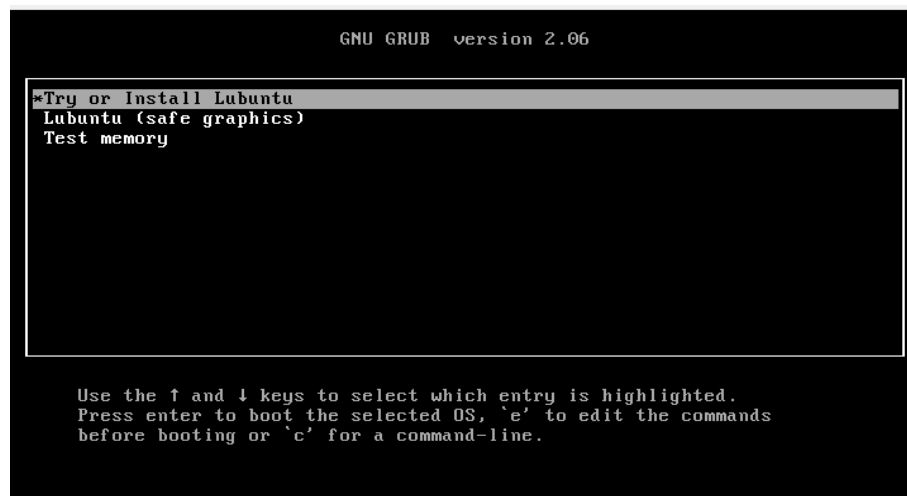 GNU GRUB  version 2.06
*Try or Install Lubuntu
Lubuntu (safe graphics)
Test memory
Use the ↑ and ↓ keys to select which entry is highlighted.
Press enter to boot the selected OS, `e' to edit the commands
before booting or `c' for a command-line.